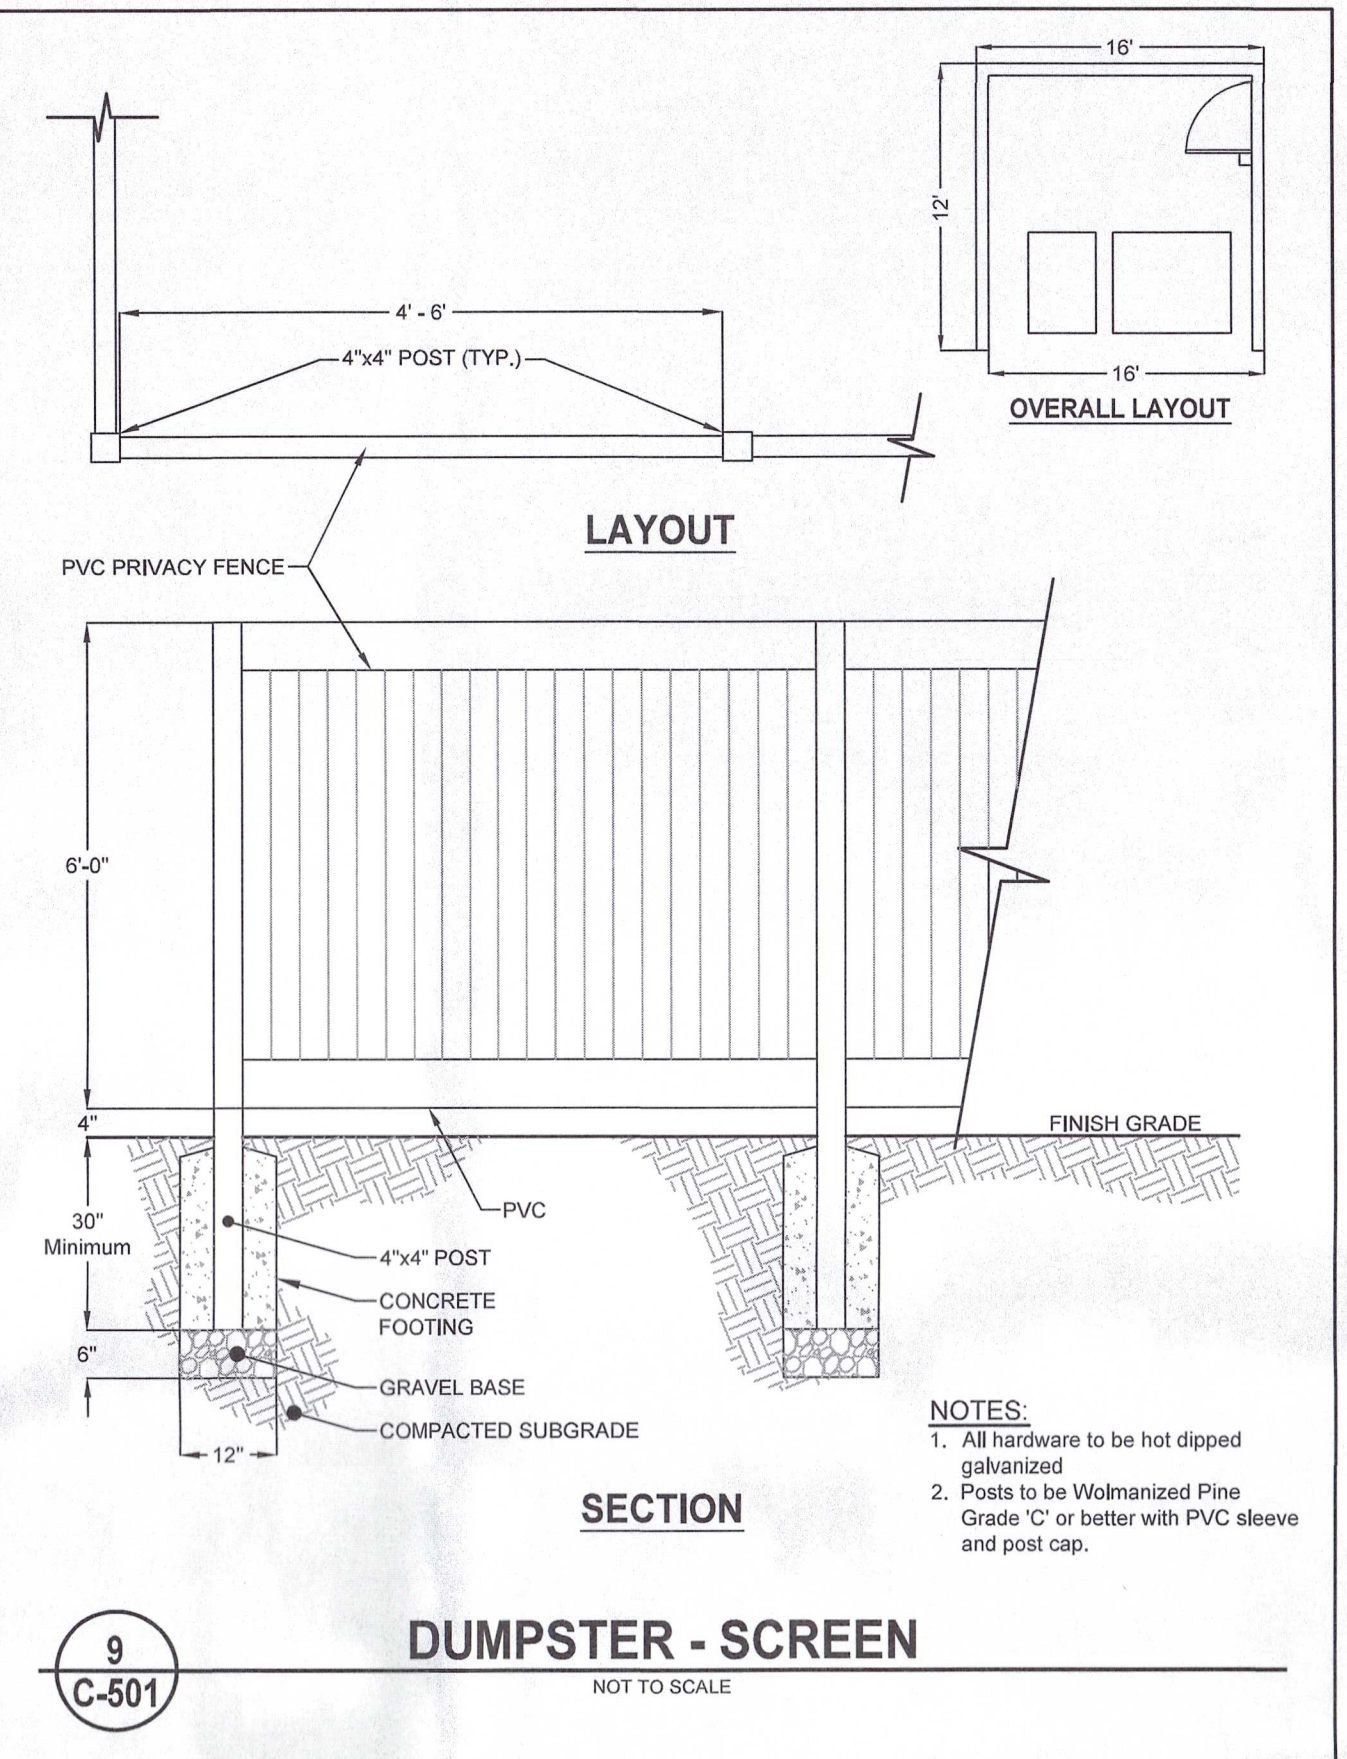 16'
12'
16'
OVERALL LAYOUT
4' - 6'
4"x4" POST (TYP.)
LAYOUT
PVC PRIVACY FENCE
6'-0"
4"
FINISH GRADE
30"
Minimum
PVC
4"x4" POST
CONCRETE
FOOTING
6"
GRAVEL BASE
COMPACTED SUBGRADE
12"
SECTION
NOTES:
1. All hardware to be hot dipped
galvanized
2. Posts to be Wolmanized Pine
Grade 'C' or better with PVC sleeve
and post cap.
9
C-501
DUMPSTER - SCREEN
NOT TO SCALE